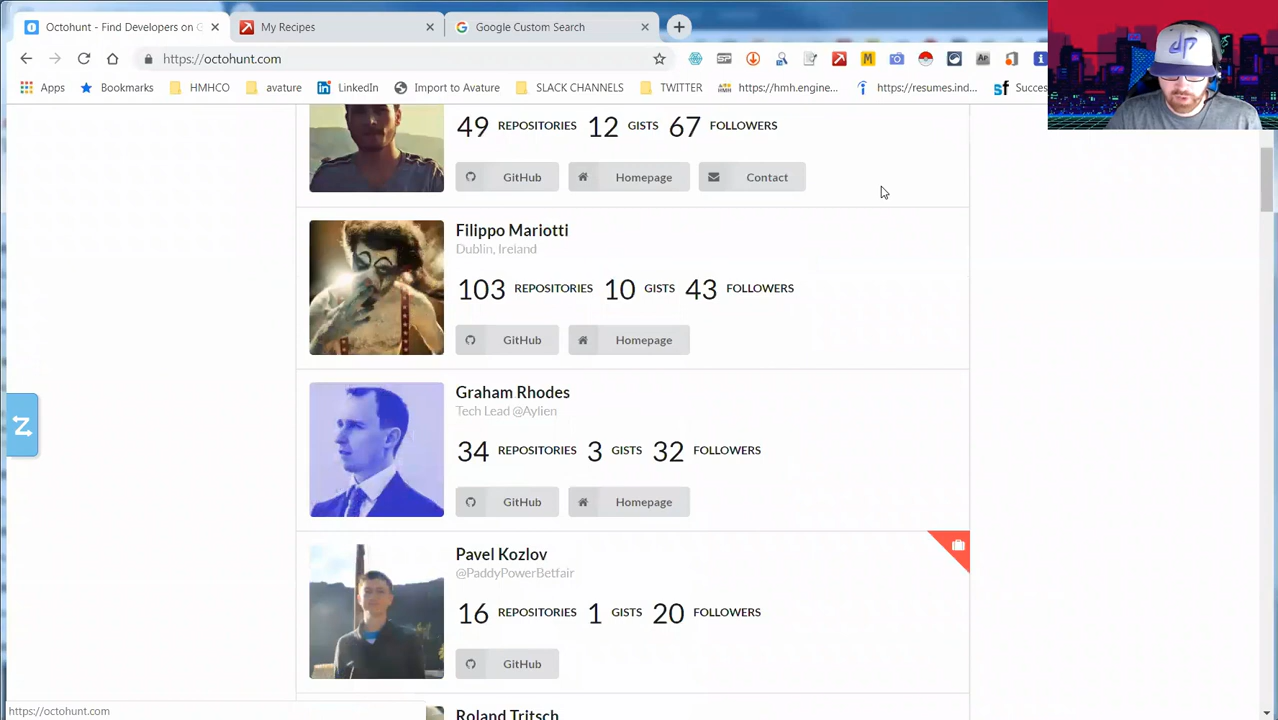 Octohunt - Find Developers on G
My Recipes
Google Custom Search
https://octohunt.com
Apps
Bookmarks
HMHCO
avature
LinkedIn
Import to Avature
SLACK CHANNELS
TWITTER
https://hmh.engine...
https://resumes.ind...
Succes
49 REPOSITORIES 12 GISTS 67 FOLLOWERS
GitHub
Homepage
Contact
Filippo Mariotti
Dublin, Ireland
103 REPOSITORIES 10 GISTS 43 FOLLOWERS
GitHub
Homepage
Graham Rhodes
Tech Lead @Aylien
34 REPOSITORIES 3 GISTS 32 FOLLOWERS
GitHub
Homepage
Pavel Kozlov
@PaddyPowerBetfair
16 REPOSITORIES 1 GISTS 20 FOLLOWERS
GitHub
Roland Tritsch
https://octohunt.com